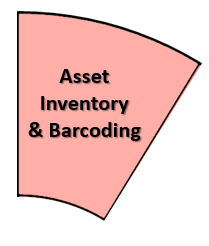 Asset
Inventory
& Barcoding